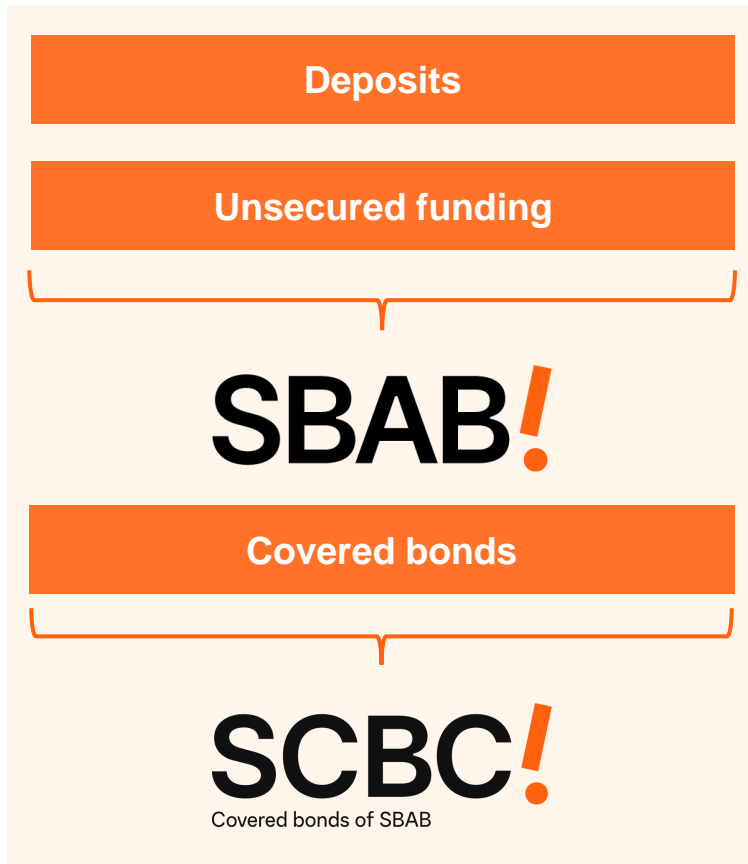 Deposits
Unsecured funding
SBAB!
Covered bonds
SCBC!
Covered bonds of SBAB